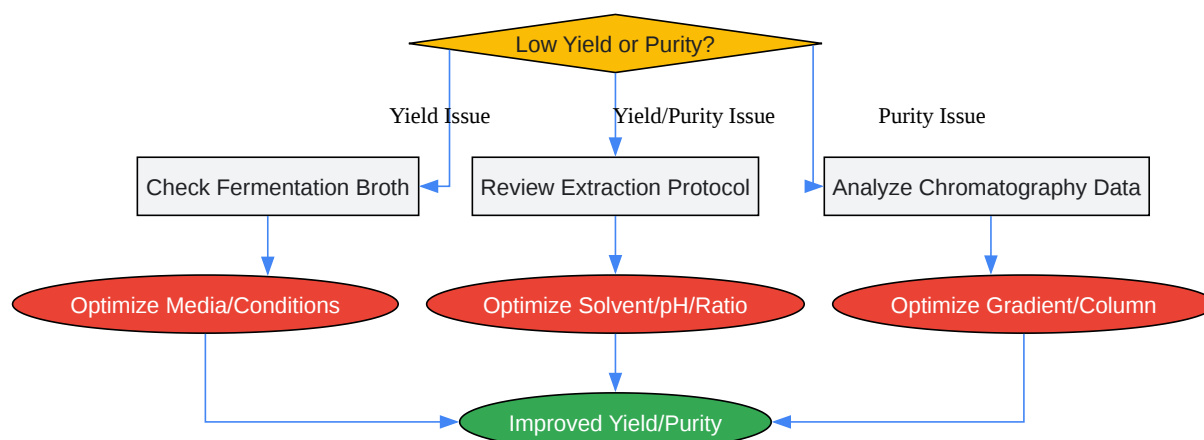 Low Yield or Purity?
Yield Issue
Yield/Purity Issue
Purity Issue
Check Fermentation Broth
Review Extraction Protocol
Analyze Chromatography Data
Optimize Media/Conditions
Optimize Solvent/pH/Ratio
Optimize Gradient/Column
Improved Yield/Purity